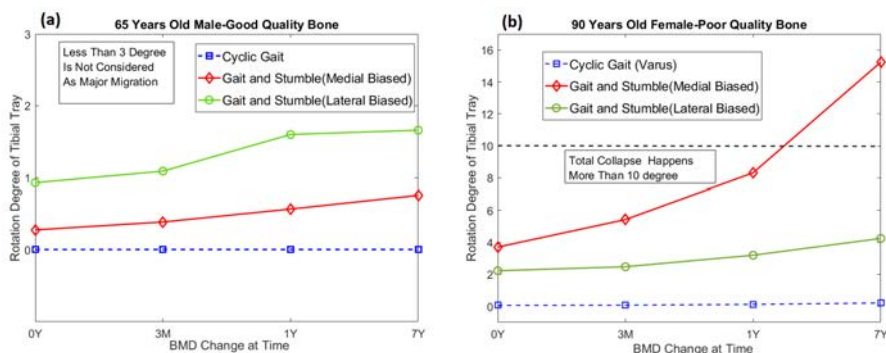 (a)
65 Years Old Male-Good Quality Bone
Rotation Degree of Tibial Tray
3
2
1
0
Less Than 3 Degree
Is Not Considered
As Major Migration
Cyclic Gait
Gait and Stumble(Medial Biased)
Gait and Stumble(Lateral Biased)
0Y
3M
1Y
7Y
BMD Change at Time
(b)
90 Years Old Female-Poor Quality Bone
Rotation Degree of Tibial Tray
16
14
12
10
8
6
4
2
0
Cyclic Gait (Varus)
Gait and Stumble(Medial Biased)
Gait and Stumble(Lateral Biased)
Total Collapse Happens
More Than 10 degree
0Y
3M
1Y
7Y
BMD Change at Time